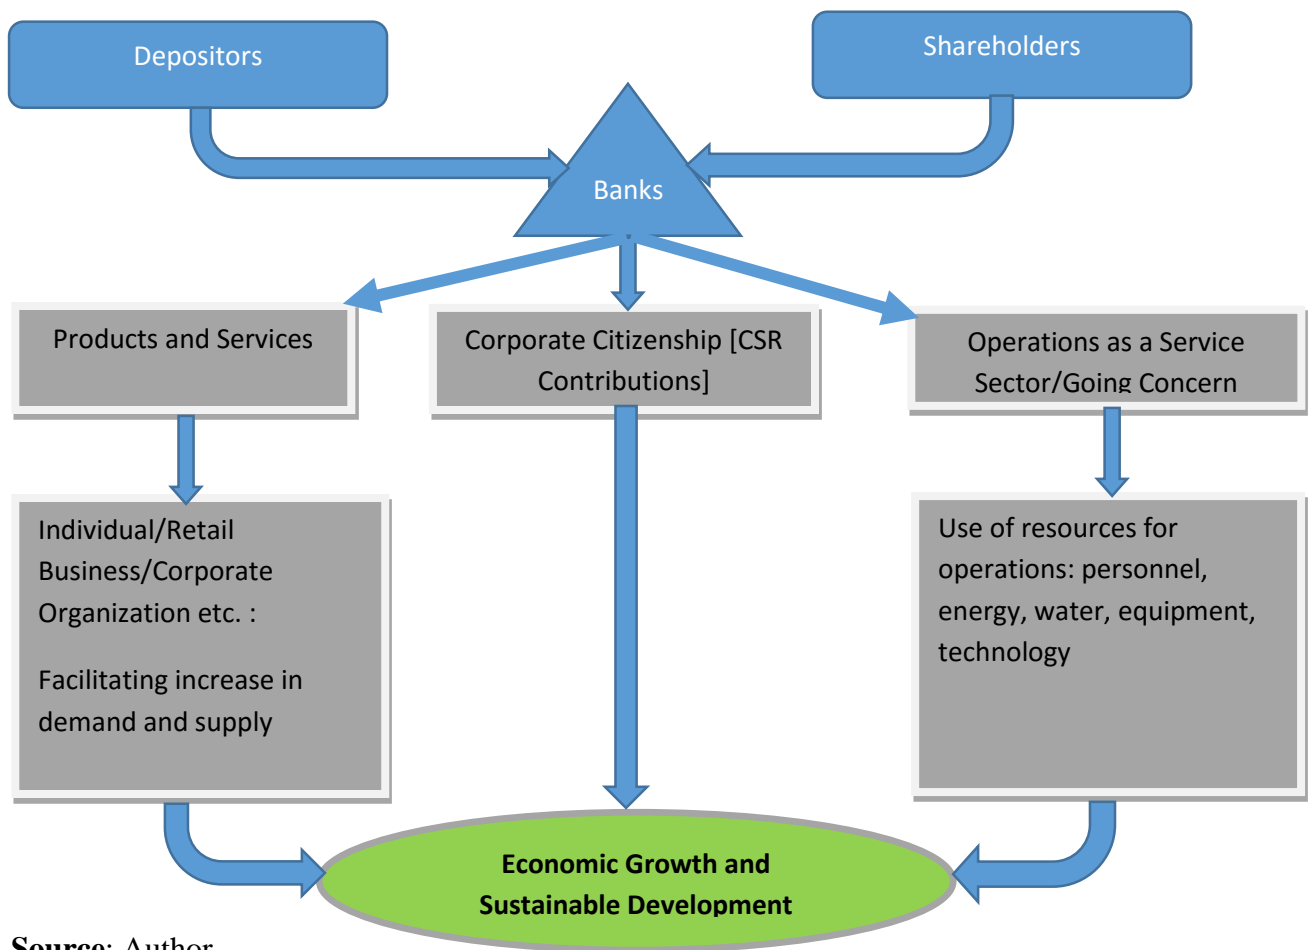 Depositors
Shareholders
Banks
Products and Services
Corporate Citizenship [CSR
Contributions]
Operations as a Service
Sector/Going Concern
Individual/Retail
Business/Corporate
Organization etc. :
Facilitating increase in
demand and supply
Use of resources for
operations: personnel,
energy, water, equipment,
technology
Economic Growth and
Sustainable Development
Source: Author